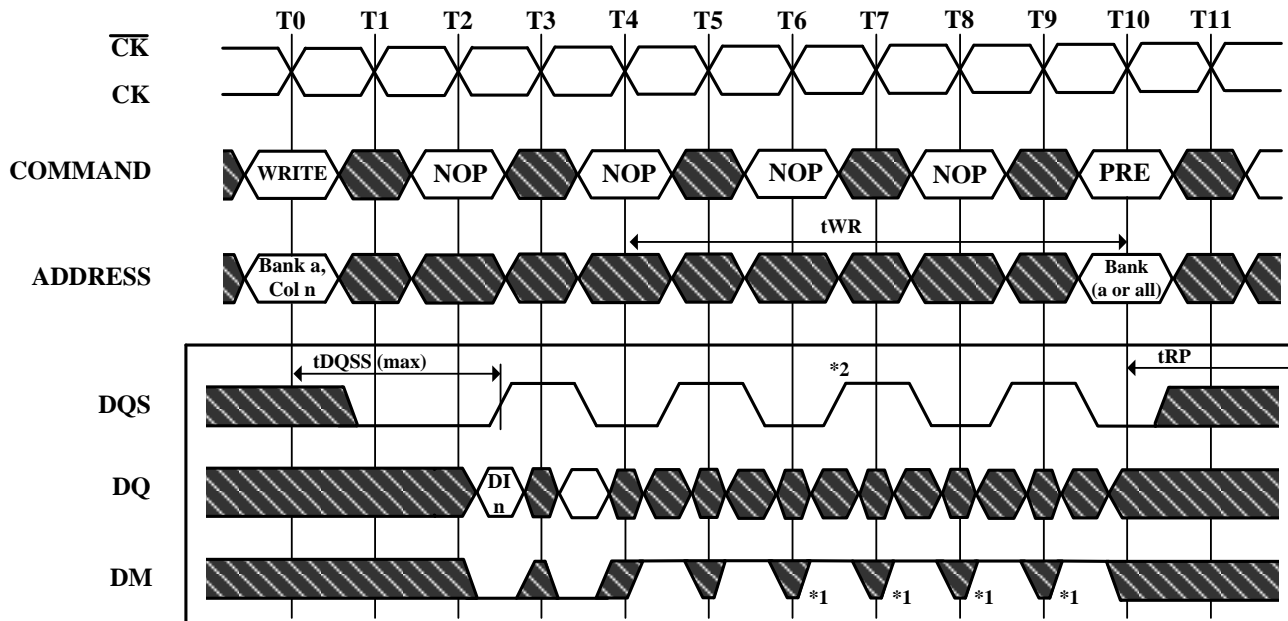 T0 T1 T2 T3 T4 T5 T6 T7 T8 T9 T10 T11
CK
CK
COMMAND WRITE NOP NOP NOP NOP PRE
tWR
ADDRESS Bank a, Col n Bank (a or all)
tDQSS (max) *2 tRP
DQS
DQ DI n
DM *1 *1 *1 *1